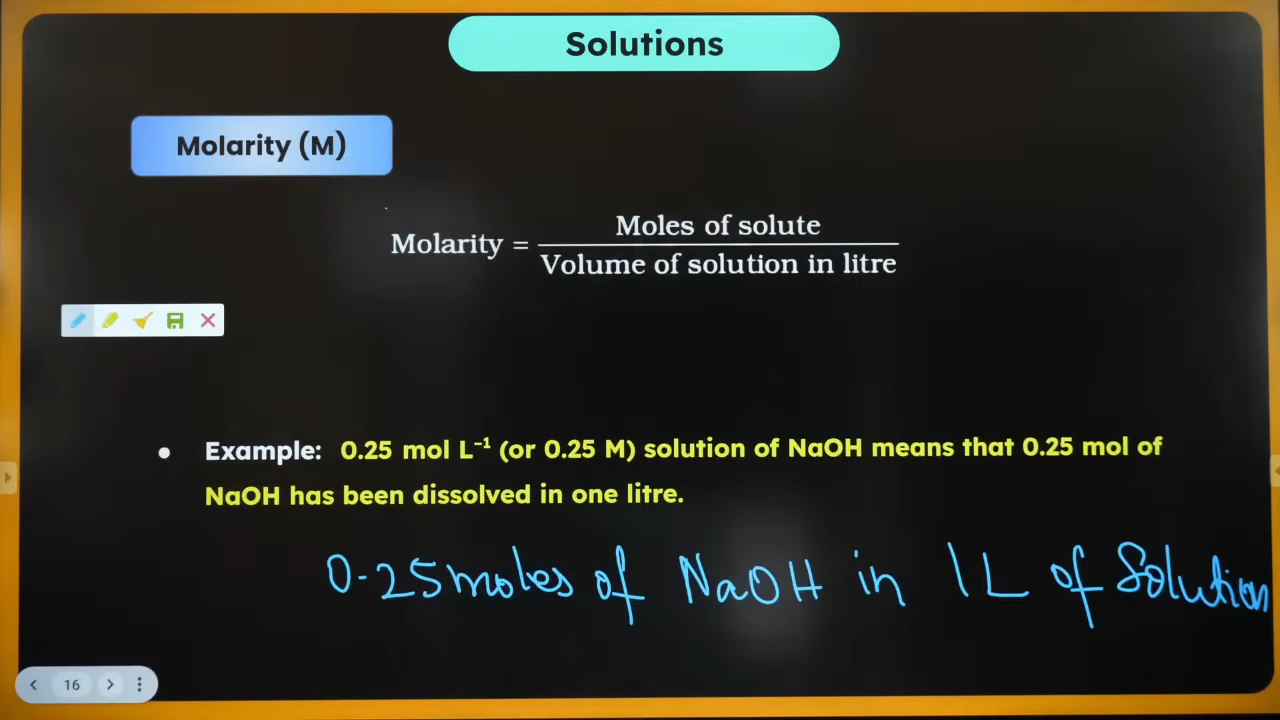 Solutions
Molarity (M)
Molarity = Moles of solute / Volume of solution in litre
• Example: 0.25 mol L⁻¹ (or 0.25 M) solution of NaOH means that 0.25 mol of
NaOH has been dissolved in one litre.
0.25 moles of NaOH in 1L of Solution
16